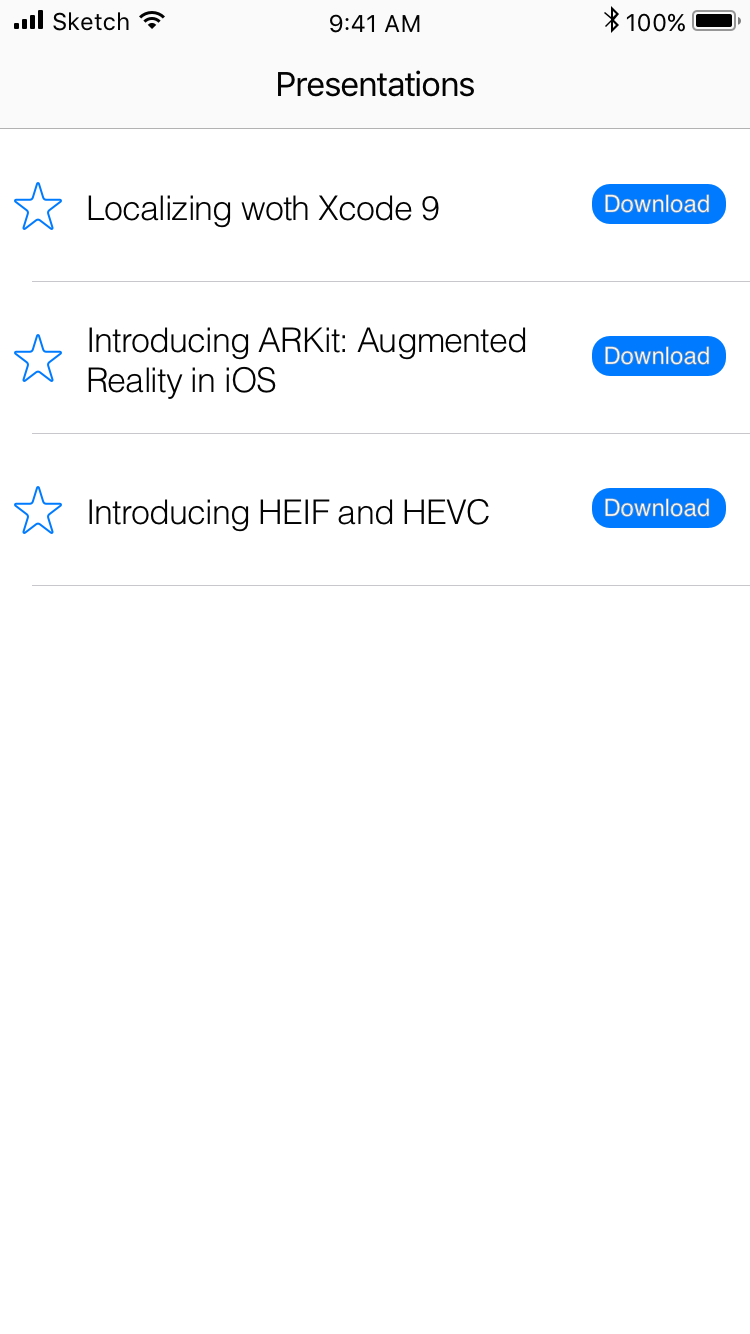 Sketch 9:41 AM 100%
Presentations
Localizing woth Xcode 9 Download
Introducing ARKit: Augmented
Reality in iOS
Download
Introducing HEIF and HEVC Download